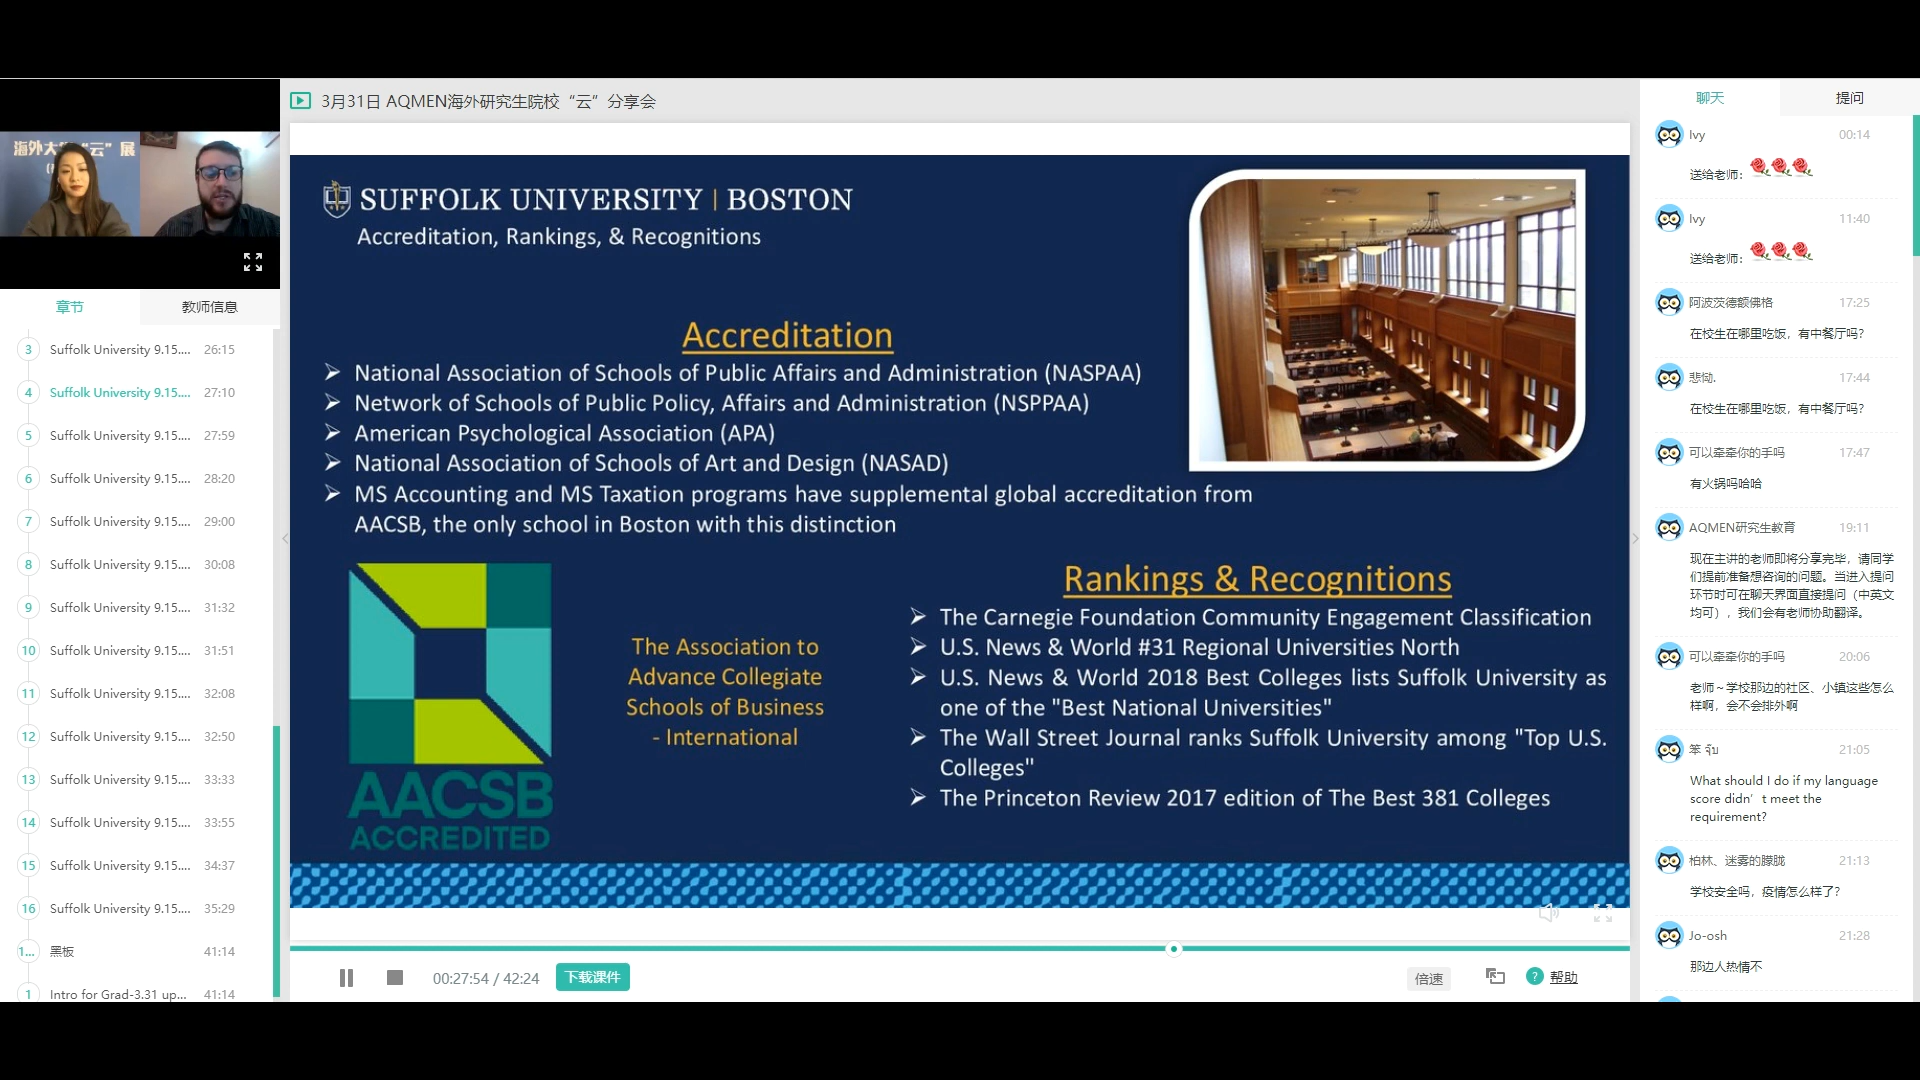 3月31日 AQMEN海外研究生院校“云”分享会
海外大
“云”展
章节
教师信息
3 Suffolk University 9.15.... 26:15
4 Suffolk University 9.15.... 27:10
5 Suffolk University 9.15.... 27:59
6 Suffolk University 9.15.... 28:20
7 Suffolk University 9.15.... 29:00
8 Suffolk University 9.15.... 30:08
9 Suffolk University 9.15.... 31:32
10 Suffolk University 9.15.... 31:51
11 Suffolk University 9.15.... 32:08
12 Suffolk University 9.15.... 32:50
13 Suffolk University 9.15.... 33:33
14 Suffolk University 9.15.... 33:55
15 Suffolk University 9.15.... 34:37
16 Suffolk University 9.15.... 35:29
1... 黑板 41:14
1 Intro for Grad-3.31 up... 41:14
SUFFOLK UNIVERSITY | BOSTON
Accreditation, Rankings, & Recognitions
Accreditation
National Association of Schools of Public Affairs and Administration (NASPAA)
Network of Schools of Public Policy, Affairs and Administration (NSPPAA)
American Psychological Association (APA)
National Association of Schools of Art and Design (NASAD)
MS Accounting and MS Taxation programs have supplemental global accreditation from
AACSB, the only school in Boston with this distinction
AACSB
ACCREDITED
The Association to
Advance Collegiate
Schools of Business
- International
Rankings & Recognitions
The Carnegie Foundation Community Engagement Classification
U.S. News & World #31 Regional Universities North
U.S. News & World 2018 Best Colleges lists Suffolk University as
one of the "Best National Universities"
The Wall Street Journal ranks Suffolk University among "Top U.S.
Colleges"
The Princeton Review 2017 edition of The Best 381 Colleges
00:27:54 / 42:24
下载课件
倍速
? 帮助
聊天
提问
Ivy 00:14
送给老师:
Ivy 11:40
送给老师:
阿波茨德额佛格 17:25
在校生在哪里吃饭，有中餐厅吗？
悲恸. 17:44
在校生在哪里吃饭，有中餐厅吗？
可以牵牵你的手吗 17:47
有火锅吗哈哈
AQMEN研究生教育 19:11
现在主讲的老师即将分享完毕，请同学
们提前准备想咨询的问题。当进入提问
环节时可在聊天界面直接提问（中英文
均可），我们会有老师协助翻译。
可以牵牵你的手吗 20:06
老师～学校那边的社区、小镇这些怎么
样啊，会不会排外啊
笨 21:05
What should I do if my language
score didn’t meet the
requirement?
柏林、迷雾的朦胧 21:13
学校安全吗，疫情怎么样了？
Jo-osh 21:28
那边人热情不